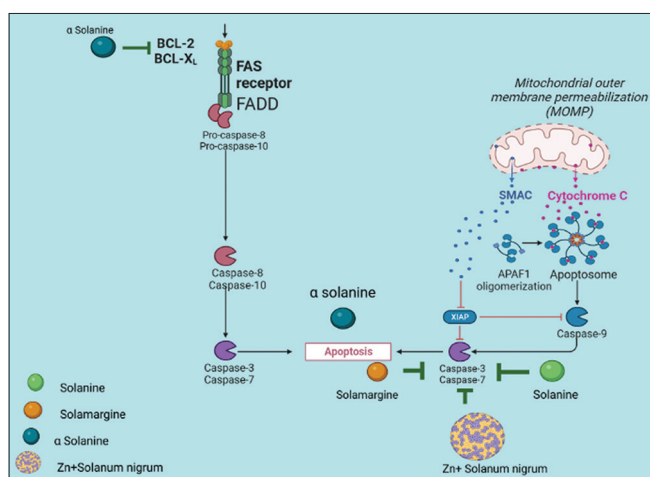 α Solanine
BCL-2
BCL-XL
FAS
receptor
FADD
Pro-caspase-8
Pro-caspase-10
Caspase-8
Caspase-10
Caspase-3
Caspase-7
Mitochondrial outer
membrane permeabilization
(MOMP)
SMAC
Cytochrome C
APAF1
oligomerization
Apoptosome
XIAP
Caspase-9
α solanine
Apoptosis
Caspase-3
Caspase-7
Solamargine
Solanine
Zn+ Solanum nigrum
Solanine
Solamargine
α Solanine
Zn+Solanum nigrum